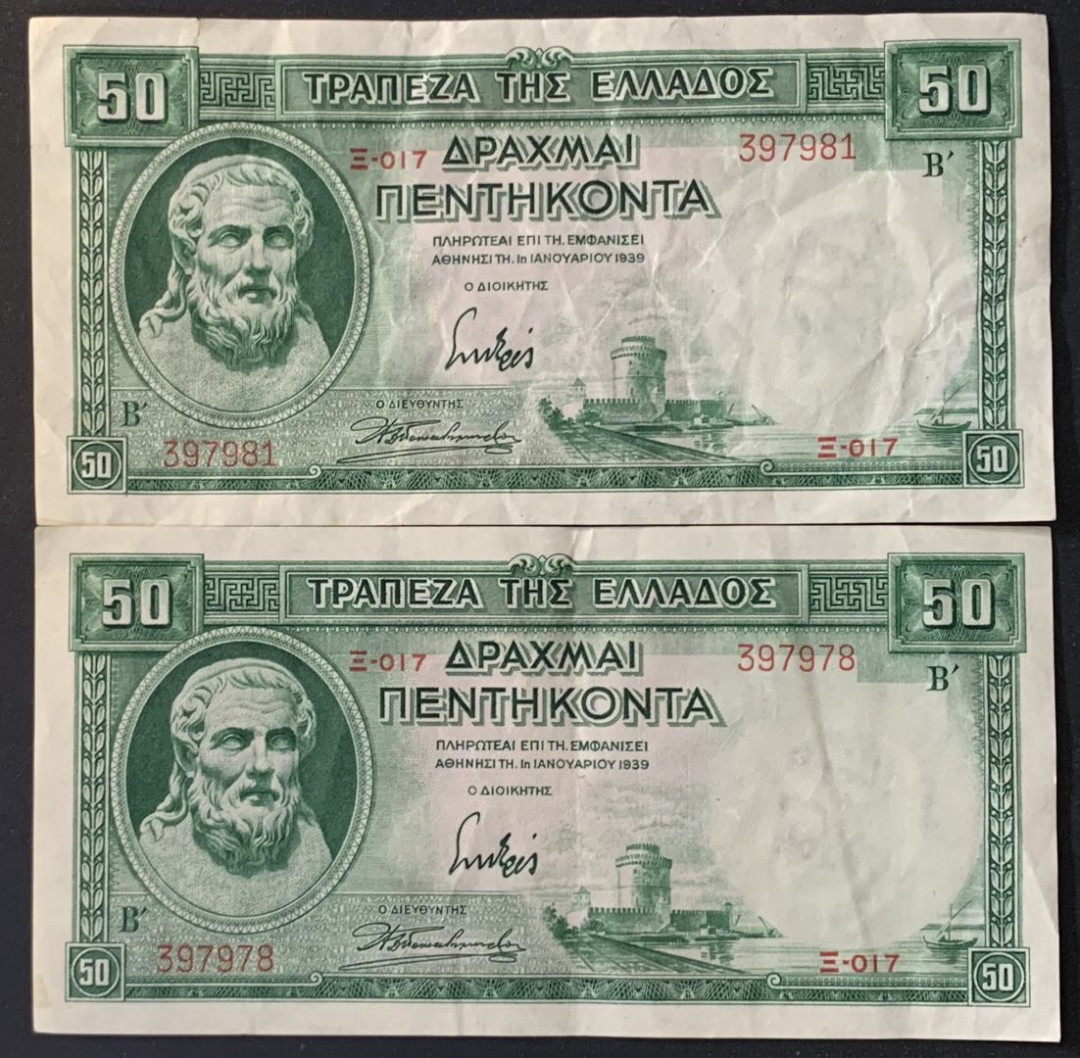 50 ΤΡΑΠΕΖΑ ΤΗΣ ΕΛΛΑΔΟΣ 50
Ξ-017 ΔΡΑΧΜΑΙ 397981 Β′
ΠΕΝΤΗΚΟΝΤΑ
ΠΛΗΡΩΤΕΑΙ ΕΠΙ ΤΗ. ΕΜΦΑΝΙΣΕΙ
ΑΘΗΝΗΣΙ ΤΗ. 1η ΙΑΝΟΥΑΡΙΟΥ 1939
Ο ΔΙΟΙΚΗΤΗΣ
Ο ΔΙΕΥΘΥΝΤΗΣ
Β′
397981 Ξ-017
50 50
50 ΤΡΑΠΕΖΑ ΤΗΣ ΕΛΛΑΔΟΣ 50
Ξ-017 ΔΡΑΧΜΑΙ 397978 Β′
ΠΕΝΤΗΚΟΝΤΑ
ΠΛΗΡΩΤΕΑΙ ΕΠΙ ΤΗ. ΕΜΦΑΝΙΣΕΙ
ΑΘΗΝΗΣΙ ΤΗ. 1η ΙΑΝΟΥΑΡΙΟΥ 1939
Ο ΔΙΟΙΚΗΤΗΣ
Ο ΔΙΕΥΘΥΝΤΗΣ
Β′
397978 Ξ-017
50 50